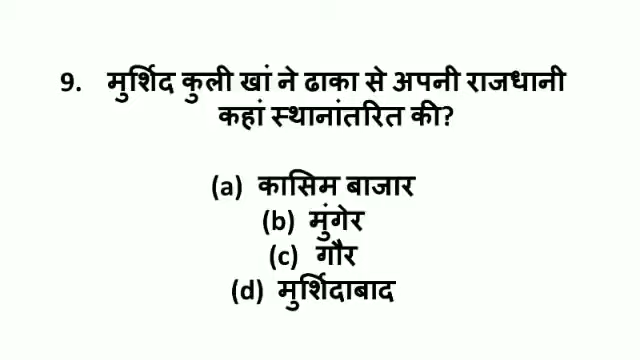 9. मुर्शिद कुली खां ने ढाका से अपनी राजधानी
कहां स्थानांतरित की?
(a) कासिम बाजार
(b) मुंगेर
(c) गौर
(d) मुर्शिदाबाद